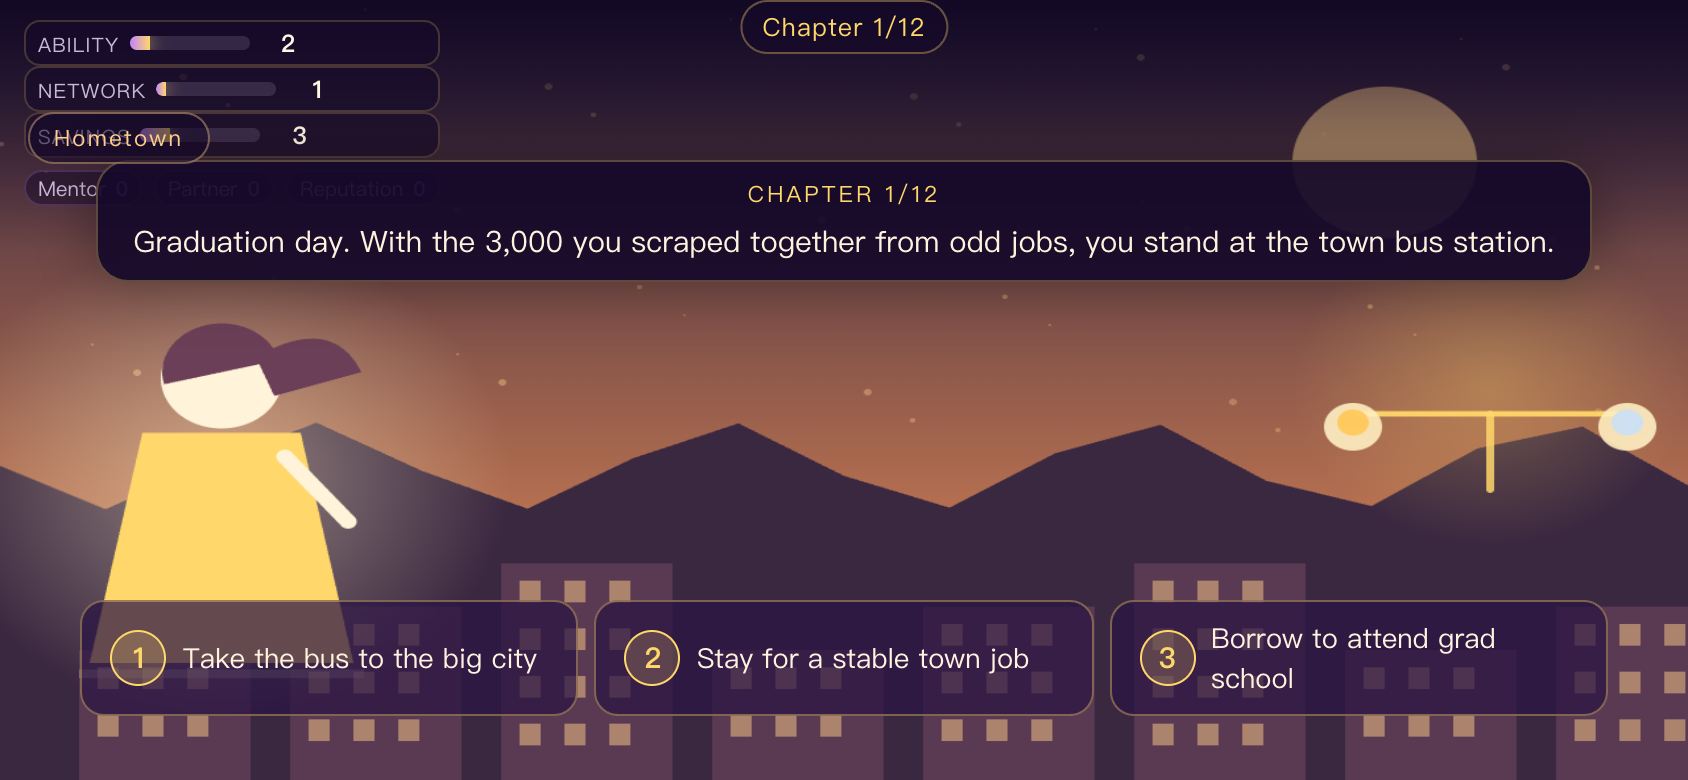 Chapter 1/12
ABILITY 2
NETWORK 1
SAVINGS 3
Hometown
Mentor 0 Partner 0 Reputation 0
CHAPTER 1/12
Graduation day. With the 3,000 you scraped together from odd jobs, you stand at the town bus station.
1 Take the bus to the big city
2 Stay for a stable town job
3 Borrow to attend grad
school